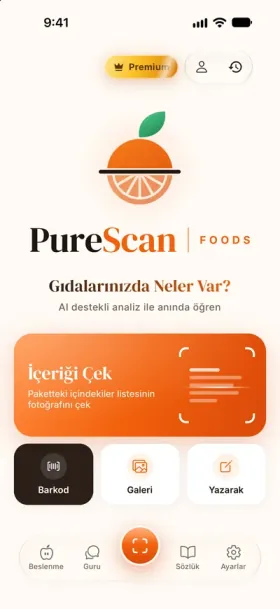 9:41
Premium
PureScan FOODS
Gıdalarınızda Neler Var?
AI destekli analiz ile anında öğren
İçeriği Çek
Paketteki içindekiler listesinin
fotoğrafını çek
Barkod Galeri Yazarak
Beslenme Guru Sözlük Ayarlar